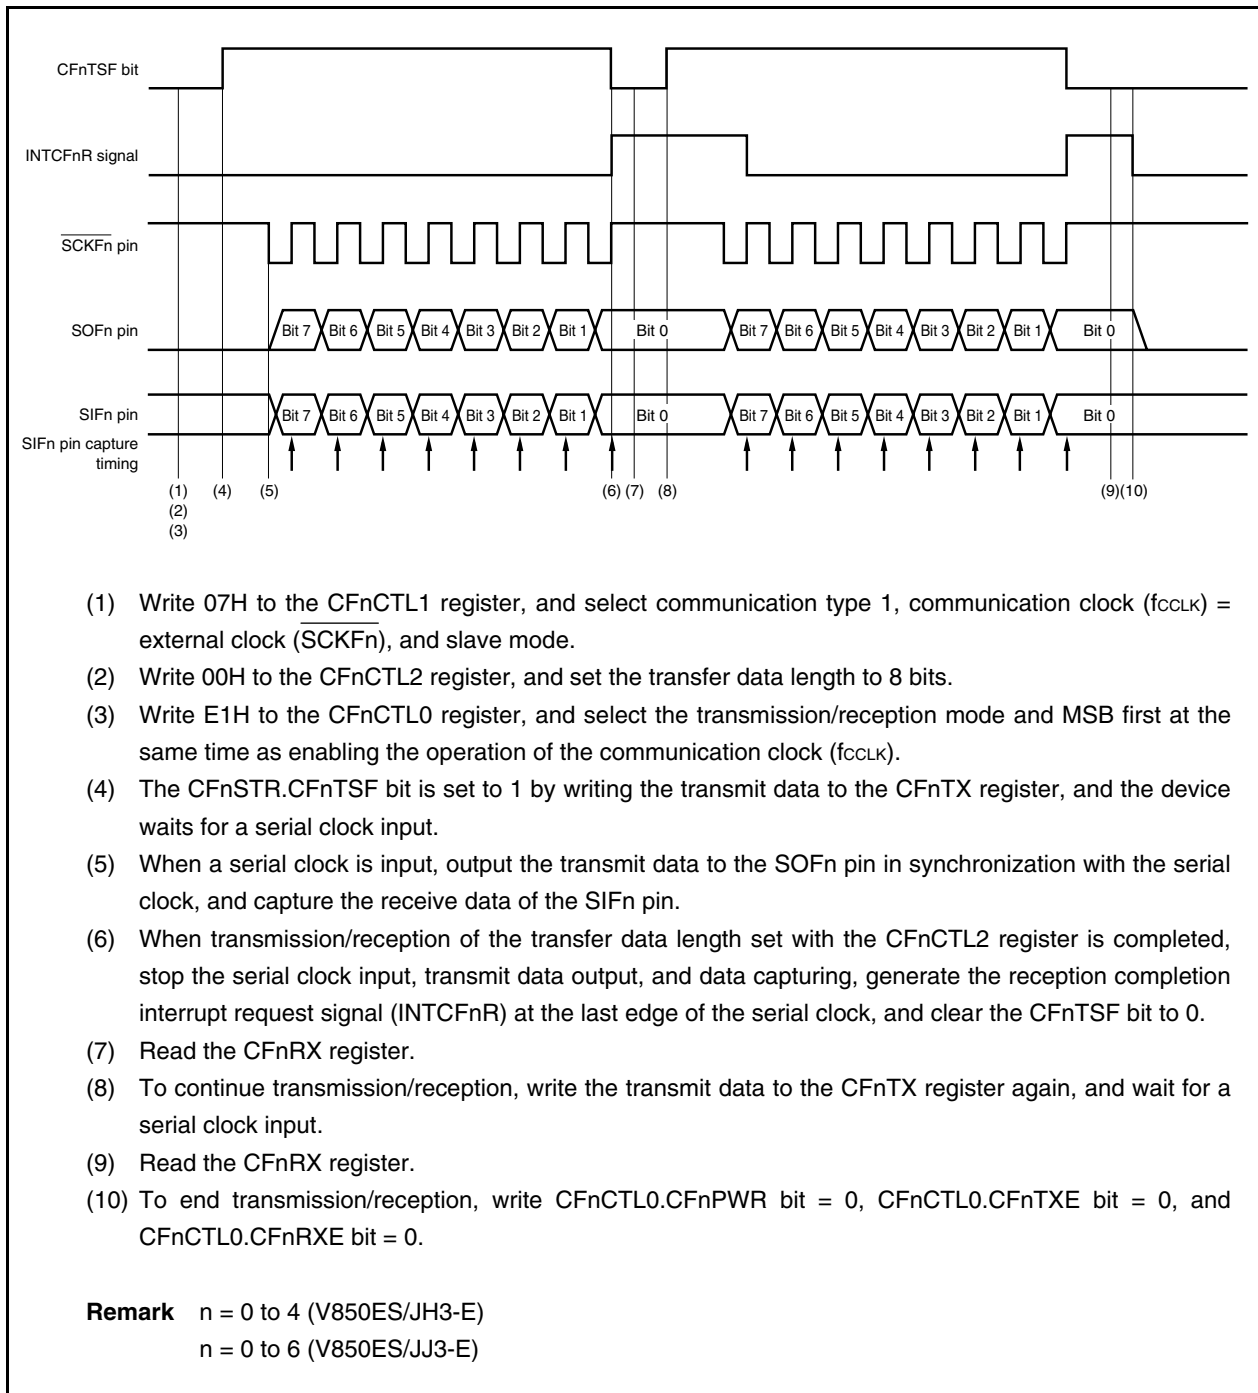 CFnTSF bit
INTCFnR signal
SCKFn pin
SOFn pin
Bit 7 Bit 6 Bit 5 Bit 4 Bit 3 Bit 2 Bit 1 Bit 0 Bit 7 Bit 6 Bit 5 Bit 4 Bit 3 Bit 2 Bit 1 Bit 0
SIFn pin
Bit 7 Bit 6 Bit 5 Bit 4 Bit 3 Bit 2 Bit 1 Bit 0 Bit 7 Bit 6 Bit 5 Bit 4 Bit 3 Bit 2 Bit 1 Bit 0
SIFn pin capture
timing
(1) (4) (5) (6) (7) (8) (9) (10)
(2)
(3)
(1) Write 07H to the CFnCTL1 register, and select communication type 1, communication clock (fCCLK) =
external clock (SCKFn), and slave mode.
(2) Write 00H to the CFnCTL2 register, and set the transfer data length to 8 bits.
(3) Write E1H to the CFnCTL0 register, and select the transmission/reception mode and MSB first at the
same time as enabling the operation of the communication clock (fCCLK).
(4) The CFnSTR.CFnTSF bit is set to 1 by writing the transmit data to the CFnTX register, and the device
waits for a serial clock input.
(5) When a serial clock is input, output the transmit data to the SOFn pin in synchronization with the serial
clock, and capture the receive data of the SIFn pin.
(6) When transmission/reception of the transfer data length set with the CFnCTL2 register is completed,
stop the serial clock input, transmit data output, and data capturing, generate the reception completion
interrupt request signal (INTCFnR) at the last edge of the serial clock, and clear the CFnTSF bit to 0.
(7) Read the CFnRX register.
(8) To continue transmission/reception, write the transmit data to the CFnTX register again, and wait for a
serial clock input.
(9) Read the CFnRX register.
(10) To end transmission/reception, write CFnCTL0.CFnPWR bit = 0, CFnCTL0.CFnTXE bit = 0, and
CFnCTL0.CFnRXE bit = 0.
Remark n = 0 to 4 (V850ES/JH3-E)
n = 0 to 6 (V850ES/JJ3-E)